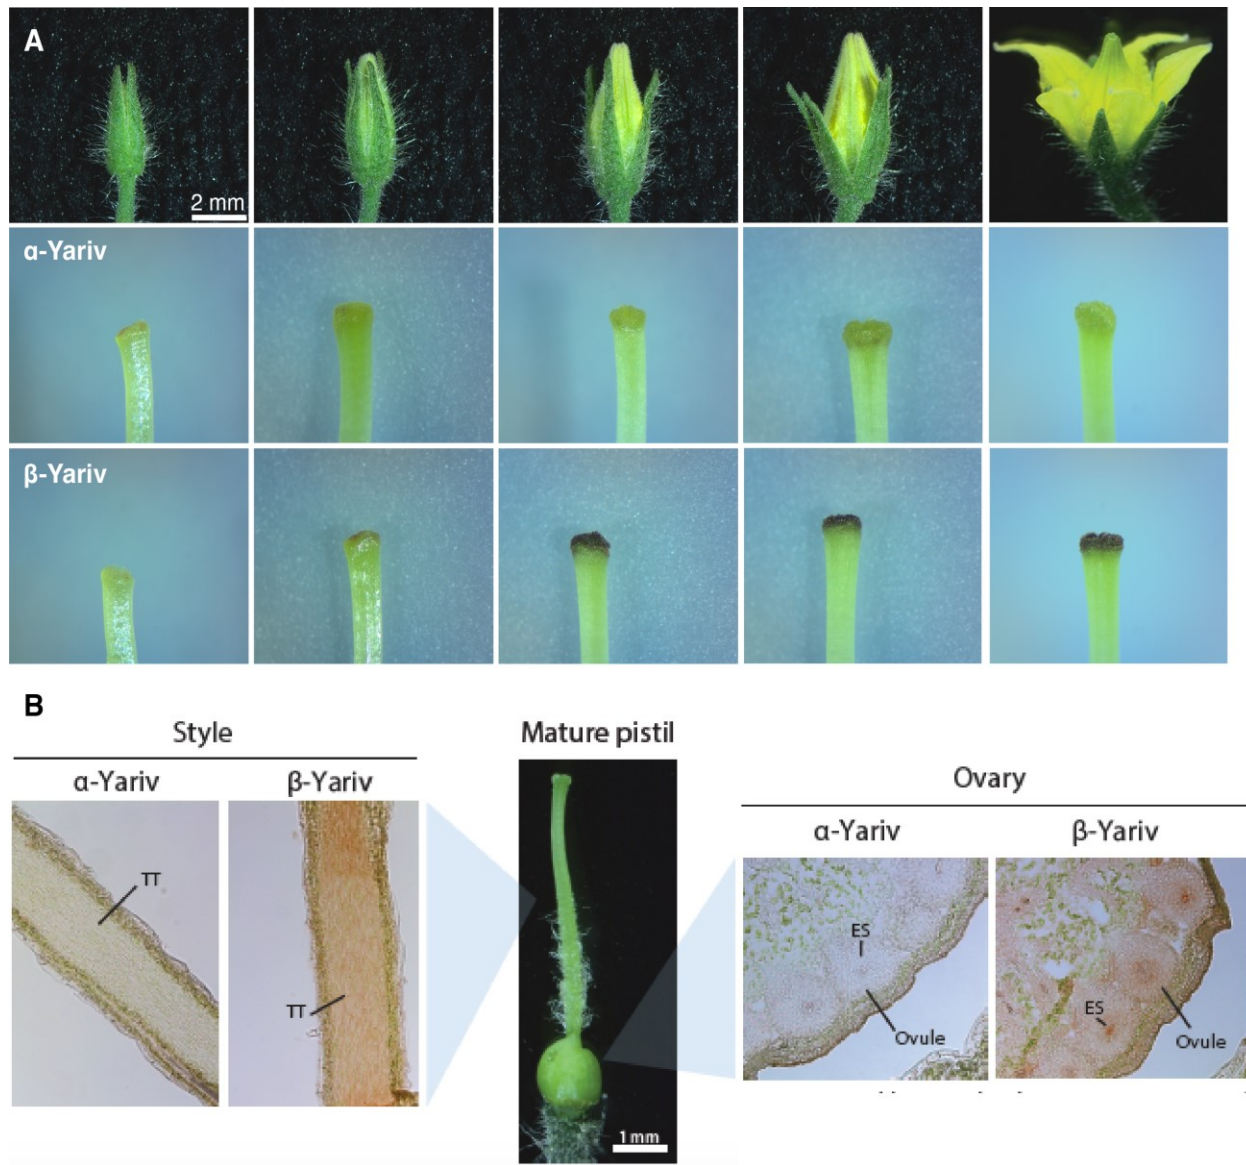 A
2 mm
α-Yariv
β-Yariv
B
Style
Mature pistil
Ovary
α-Yariv
β-Yariv
α-Yariv
β-Yariv
TT
TT
ES
Ovule
ES
Ovule
1 mm